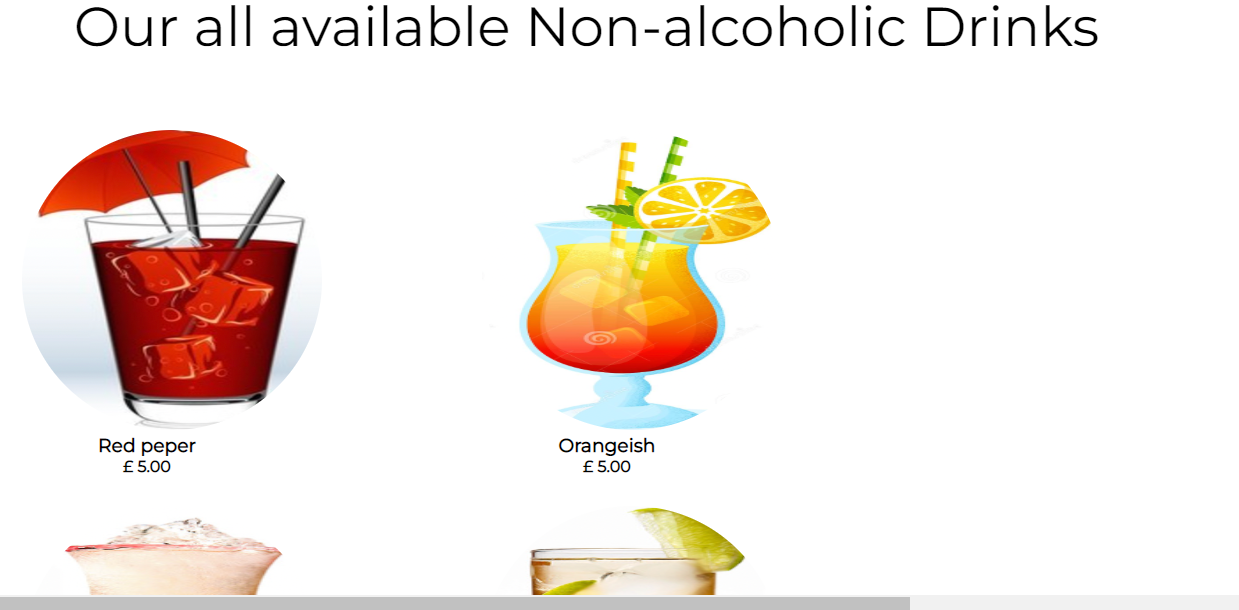 Our all available Non-alcoholic Drinks
Red peper
£ 5.00
Orangeish
£ 5.00